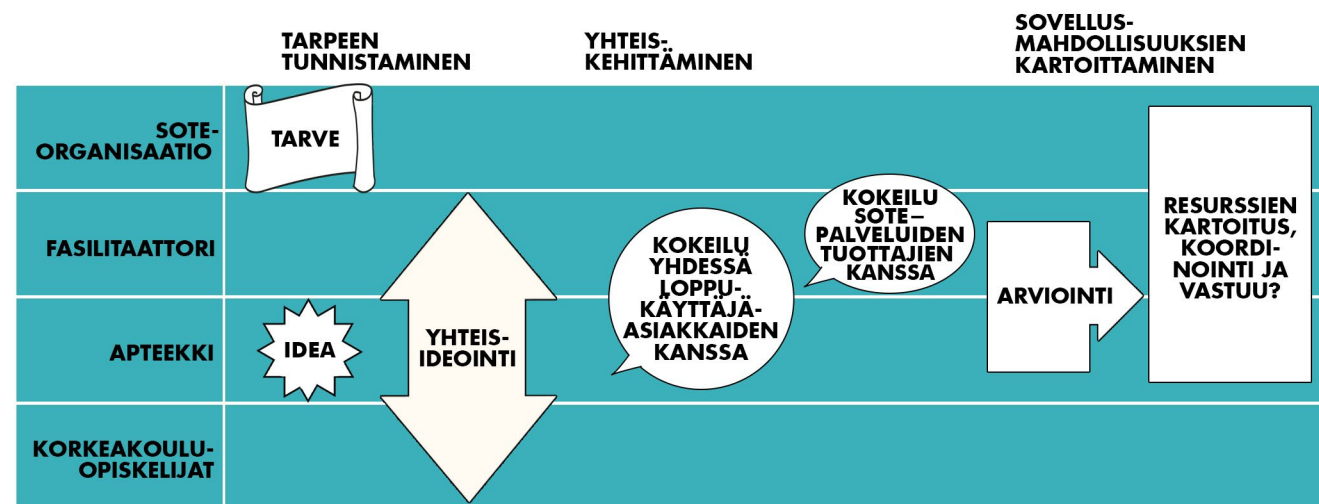 TARPEEN
TUNNISTAMINEN
YHTEIS-
KEHITTÄMINEN
SOVELLUS-
MAHDOLLISUUKSIEN
KARTOITTAMINEN
SOTE-
ORGANISAATIO
TARVE
FASILITAATTORI
APTEEKKI
IDEA
KORKEAKOULU-
OPISKELIJAT
YHTEIS-
IDEOINTI
KOKEILU
YHDESSÄ
LOPPU-
KÄYTTÄJÄ-
ASIAKKAIDEN
KANSSA
KOKEILU
SOTE–
PALVELUIDEN
TUOTTAJIEN
KANSSA
ARVIOINTI
RESURSSIEN
KARTOITUS,
KOORDI-
NOINTI JA
VASTUU?